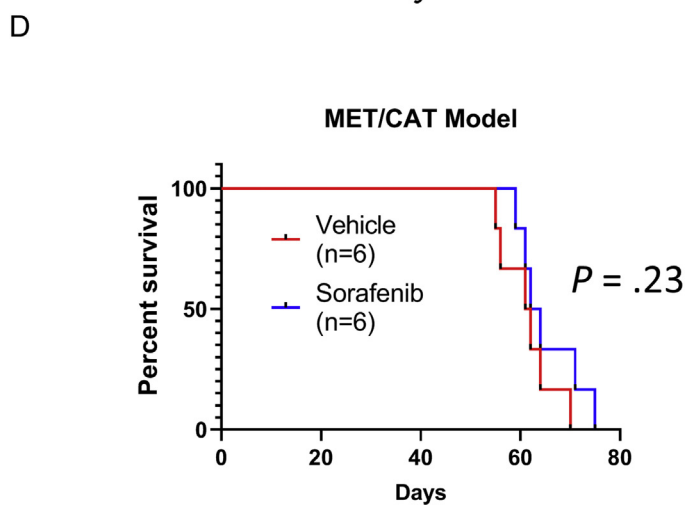 D
MET/CAT Model
Percent survival
100
50
0
Vehicle
(n=6)
Sorafenib
(n=6)
P = .23
0 20 40 60 80
Days